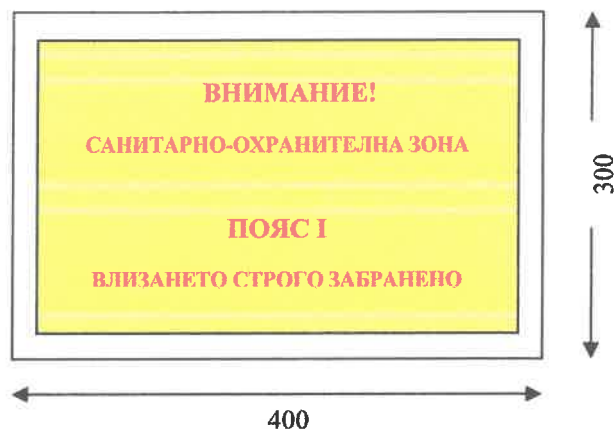 ВНИМАНИЕ!
САНИТАРНО-ОХРАНИТЕЛНА ЗОНА
ПОЯС I
ВЛИЗАНЕТО СТРОГО ЗАБРАНЕНО
300
400